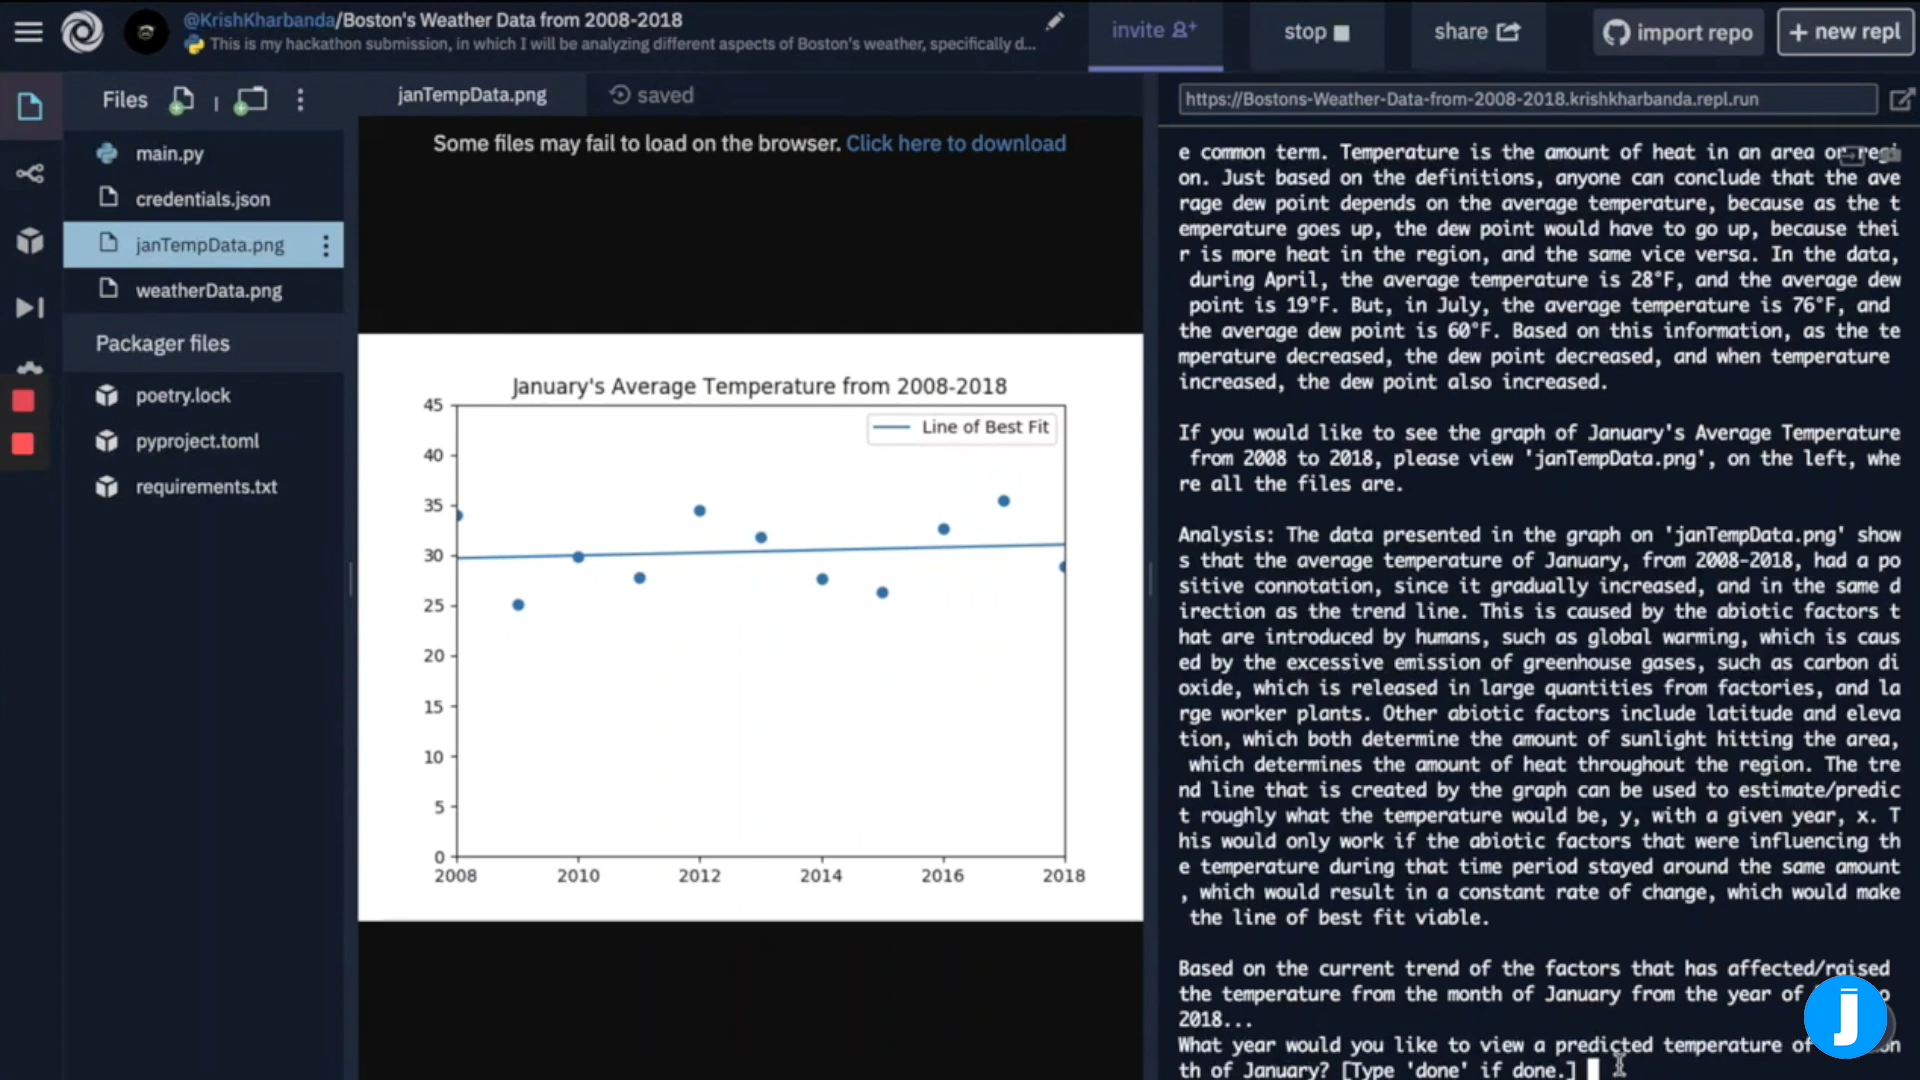 @KrishKharbanda/Boston's Weather Data from 2008-2018
This is my hackathon submission, in which I will be analyzing different aspects of Boston's weather, specifically d...
invite
stop
share
import repo
+ new repl
Files
main.py
credentials.json
janTempData.png
weatherData.png
Packager files
poetry.lock
pyproject.toml
requirements.txt
janTempData.png
saved
Some files may fail to load on the browser. Click here to download
January's Average Temperature from 2008-2018
Line of Best Fit
45
40
35
30
25
20
15
10
5
0
2008 2010 2012 2014 2016 2018
https://Bostons-Weather-Data-from-2008-2018.krishkharbanda.repl.run
e common term. Temperature is the amount of heat in an area or regi
on. Just based on the definitions, anyone can conclude that the ave
rage dew point depends on the average temperature, because as the t
emperature goes up, the dew point would have to go up, because thei
r is more heat in the region, and the same vice versa. In the data,
during April, the average temperature is 28°F, and the average dew
point is 19°F. But, in July, the average temperature is 76°F, and
the average dew point is 60°F. Based on this information, as the te
mperature decreased, the dew point decreased, and when temperature
increased, the dew point also increased.
If you would like to see the graph of January's Average Temperature
from 2008 to 2018, please view 'janTempData.png', on the left, whe
re all the files are.
Analysis: The data presented in the graph on 'janTempData.png' show
s that the average temperature of January, from 2008-2018, had a po
sitive connotation, since it gradually increased, and in the same d
irection as the trend line. This is caused by the abiotic factors t
hat are introduced by humans, such as global warming, which is caus
ed by the excessive emission of greenhouse gases, such as carbon di
oxide, which is released in large quantities from factories, and la
rge worker plants. Other abiotic factors include latitude and eleva
tion, which both determine the amount of sunlight hitting the area,
which determines the amount of heat throughout the region. The tre
nd line that is created by the graph can be used to estimate/predic
t roughly what the temperature would be, y, with a given year, x. T
his would only work if the abiotic factors that were influencing th
e temperature during that time period stayed around the same amount
, which would result in a constant rate of change, which would make
the line of best fit viable.
Based on the current trend of the factors that has affected/raised
the temperature from the month of January from the year of
2018...
What year would you like to view a predicted temperature of
th of January? [Type 'done' if done.]
J